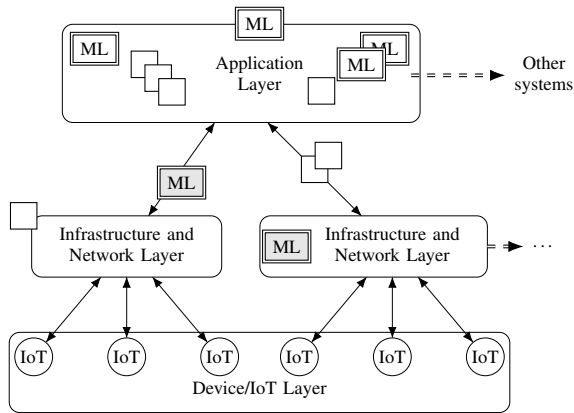 ML
ML
ML
ML
Application
Layer
Other
systems
ML
Infrastructure and
Network Layer
ML
Infrastructure and
Network Layer
...
IoT
IoT
IoT
IoT
IoT
IoT
Device/IoT Layer